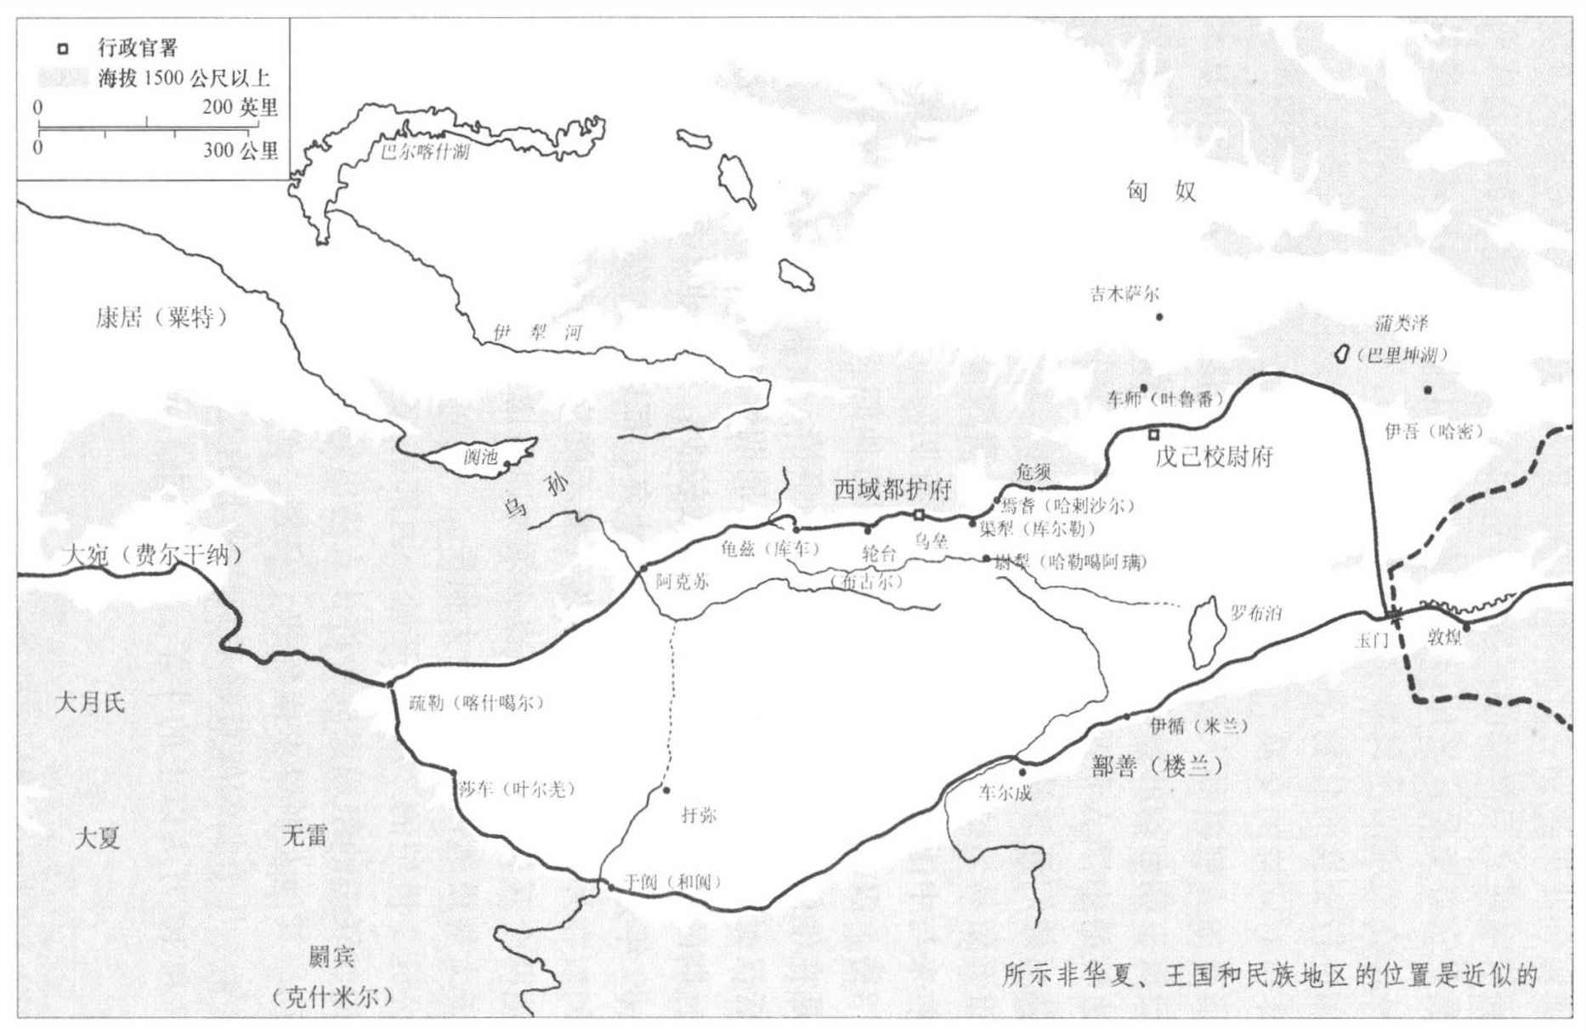 行政官署
海拔 1500 公尺以上
0 200 英里
0 300 公里
巴尔喀什湖
匈 奴
吉木萨尔
康居（粟特）
伊 犁 河
蒲类泽
（巴里坤湖）
车师（吐鲁番）
伊吾（哈密）
阗池
戊己校尉府
危须
乌 孙
西域都护府
焉耆（哈剌沙尔）
渠犁（库尔勒）
乌垒
龟兹（库车）
轮台
（布古尔）
尉犁（哈勒噶阿璊）
大宛（费尔干纳）
阿克苏
罗布泊
玉门
敦煌
大月氏
疏勒（喀什噶尔）
伊循（米兰）
鄯善（楼兰）
莎车（叶尔羌）
车尔成
扜弥
大夏
无雷
于阗（和阗）
罽宾
（克什米尔）
所示非华夏、王国和民族地区的位置是近似的